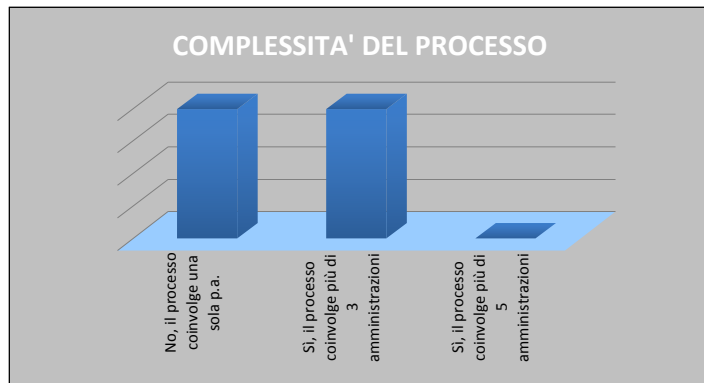 COMPLESSITA' DEL PROCESSO
No, il processo
coinvolge una
sola p.a.
Sì, il processo
coinvolge più di
3
amministrazioni
Sì, il processo
coinvolge più di
5
amministrazioni